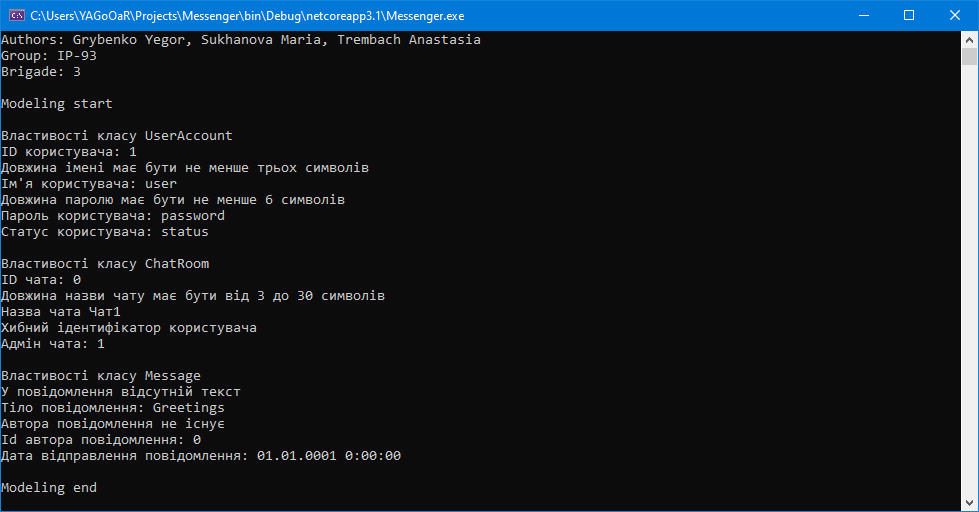 C:\Users\YAGoOaR\Projects\Messenger\bin\Debug\netcoreapp3.1\Messenger.exe
Authors: Grybenko Yegor, Sukhanova Maria, Trembach Anastasia
Group: IP-93
Brigade: 3
Modeling start
Властивості класу UserAccount
ID користувача: 1
Довжина імені має бути не менше трьох символів
Ім'я користувача: user
Довжина паролю має бути не менше 6 символів
Пароль користувача: password
Статус користувача: status
Властивості класу ChatRoom
ID чата: 0
Довжина назви чату має бути від 3 до 30 символів
Назва чата Чат1
Хибний ідентифікатор користувача
Адмін чата: 1
Властивості класу Message
У повідомлення відсутній текст
Тіло повідомлення: Greetings
Автора повідомлення не існує
Id автора повідомлення: 0
Дата відправлення повідомлення: 01.01.0001 0:00:00
Modeling end